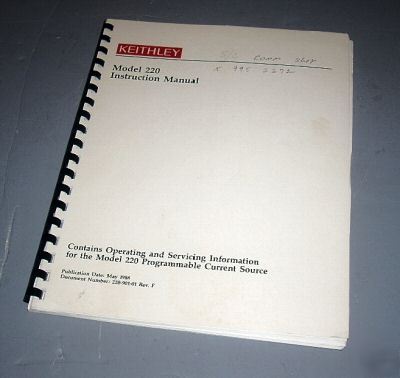 KEITHLEY
Model 220
Instruction Manual
Contains Operating and Servicing Information
for the Model 220 Programmable Current Source
Publication Date: May 1988
Document Number: 220-901-01 Rev. F